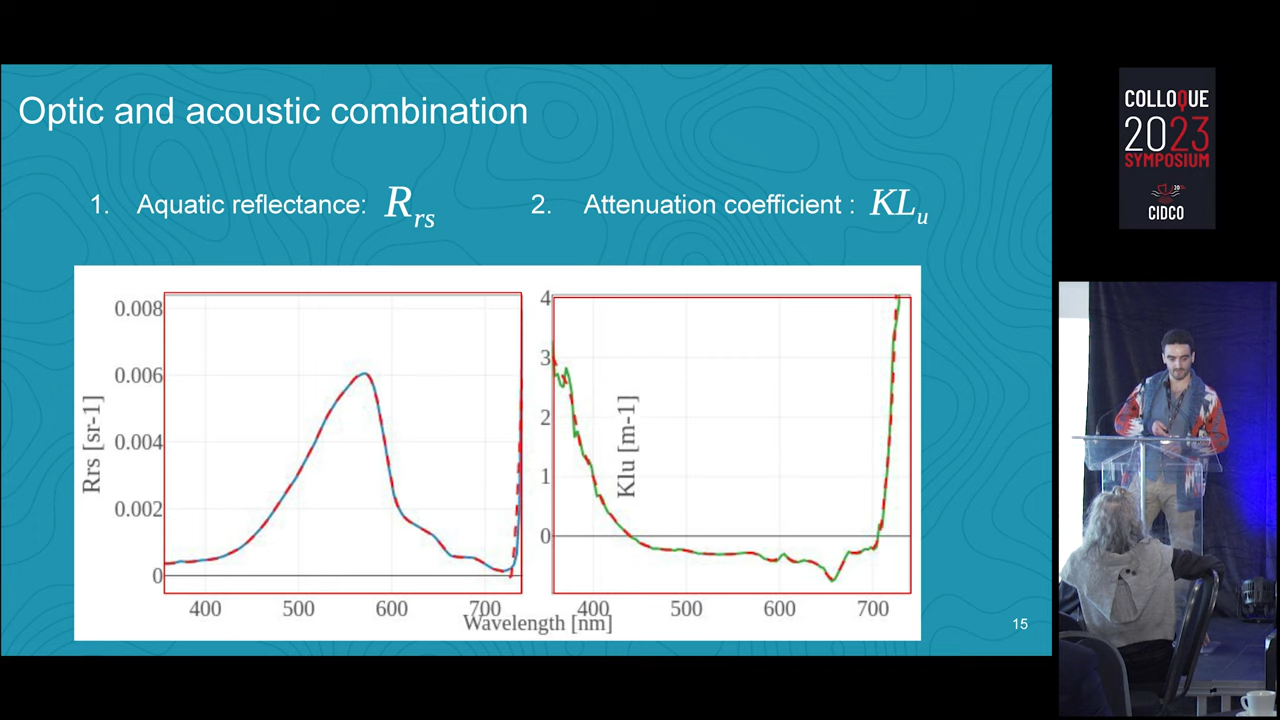 Optic and acoustic combination
1. Aquatic reflectance: Rrs
2. Attenuation coefficient : KLu
0.008
0.006
0.004
0.002
0
Rrs [sr-1]
400 500 600 700
4
3
2
1
0
Klu [m-1]
400 500 600 700
Wavelength [nm]
15
COLLOQUE
2023
SYMPOSIUM
CIDCO